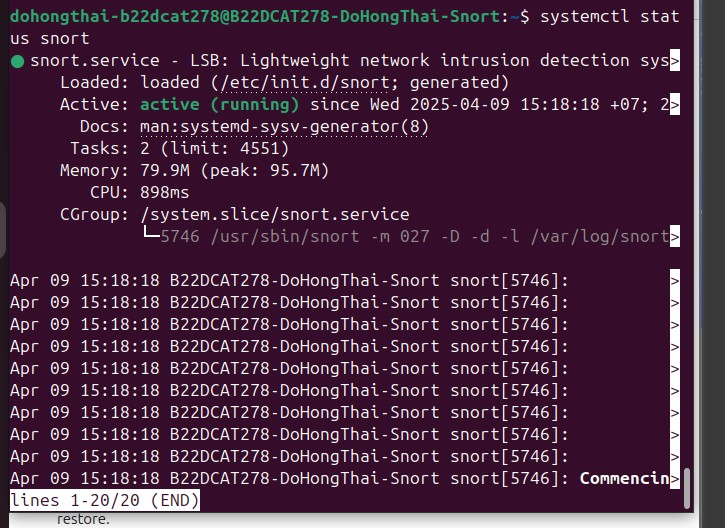 dohongthai-b22dcat278@B22DCAT278-DoHongThai-Snort:~$ systemctl stat
us snort
● snort.service - LSB: Lightweight network intrusion detection sys>
Loaded: loaded (/etc/init.d/snort; generated)
Active: active (running) since Wed 2025-04-09 15:18:18 +07; 2>
Docs: man:systemd-sysv-generator(8)
Tasks: 2 (limit: 4551)
Memory: 79.9M (peak: 95.7M)
CPU: 898ms
CGroup: /system.slice/snort.service
└─5746 /usr/sbin/snort -m 027 -D -d -l /var/log/snort>
Apr 09 15:18:18 B22DCAT278-DoHongThai-Snort snort[5746]: >
Apr 09 15:18:18 B22DCAT278-DoHongThai-Snort snort[5746]: >
Apr 09 15:18:18 B22DCAT278-DoHongThai-Snort snort[5746]: >
Apr 09 15:18:18 B22DCAT278-DoHongThai-Snort snort[5746]: >
Apr 09 15:18:18 B22DCAT278-DoHongThai-Snort snort[5746]: >
Apr 09 15:18:18 B22DCAT278-DoHongThai-Snort snort[5746]: >
Apr 09 15:18:18 B22DCAT278-DoHongThai-Snort snort[5746]: >
Apr 09 15:18:18 B22DCAT278-DoHongThai-Snort snort[5746]: >
Apr 09 15:18:18 B22DCAT278-DoHongThai-Snort snort[5746]: >
Apr 09 15:18:18 B22DCAT278-DoHongThai-Snort snort[5746]: Commencin>
lines 1-20/20 (END)
restore.